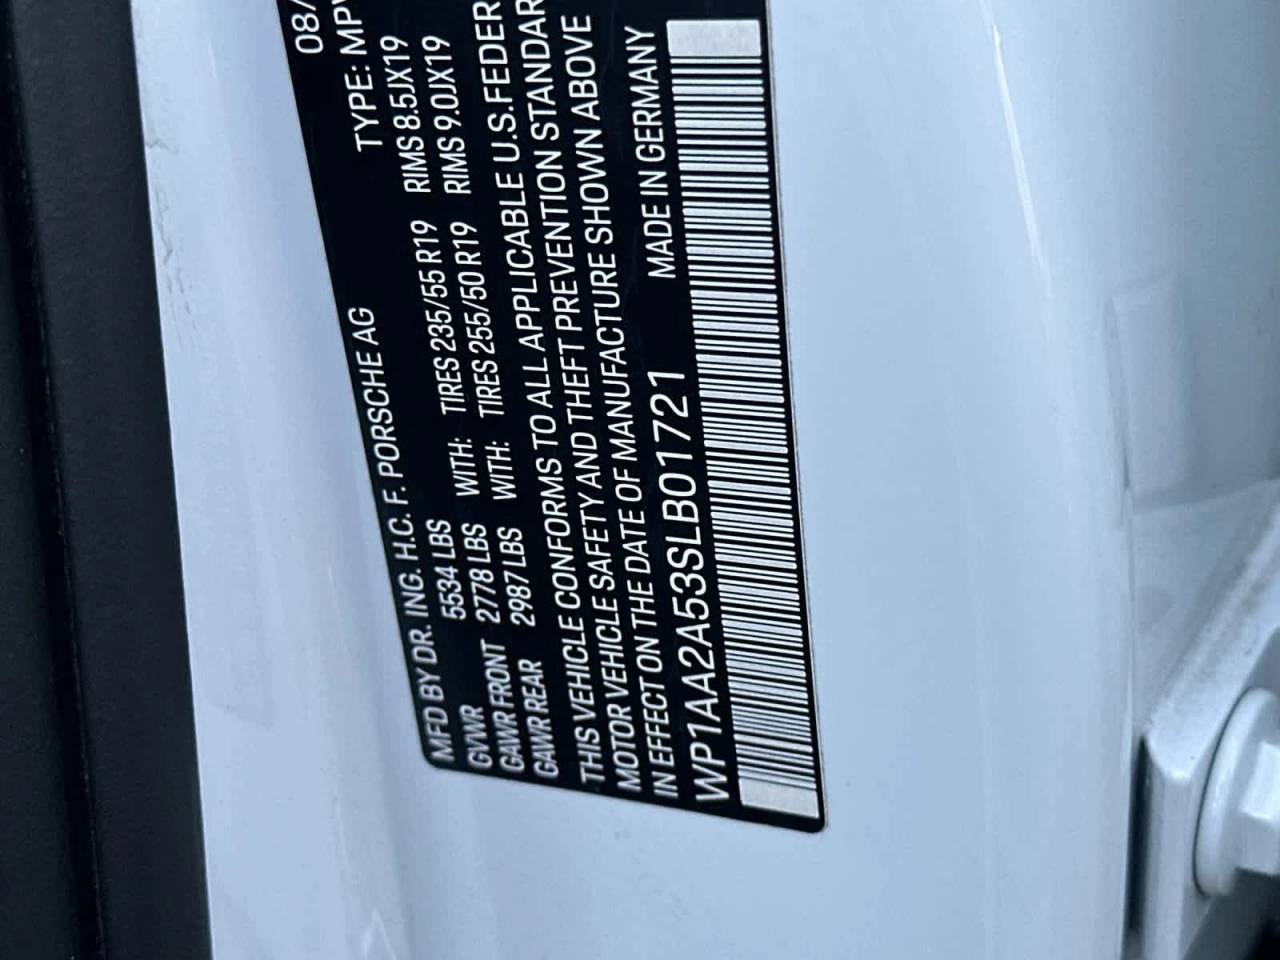 08/
MFD BY DR. ING. H.C. F. PORSCHE AG TYPE: MPV
GVWR 5534 LBS WITH: TIRES 235/55 R19 RIMS 8.5JX19
GAWR FRONT 2778 LBS WITH: TIRES 255/50 R19 RIMS 9.0JX19
GAWR REAR 2987 LBS
THIS VEHICLE CONFORMS TO ALL APPLICABLE U.S.FEDER
MOTOR VEHICLE SAFETY AND THEFT PREVENTION STANDAR
IN EFFECT ON THE DATE OF MANUFACTURE SHOWN ABOVE
WP1AA2A53SLB01721 MADE IN GERMANY